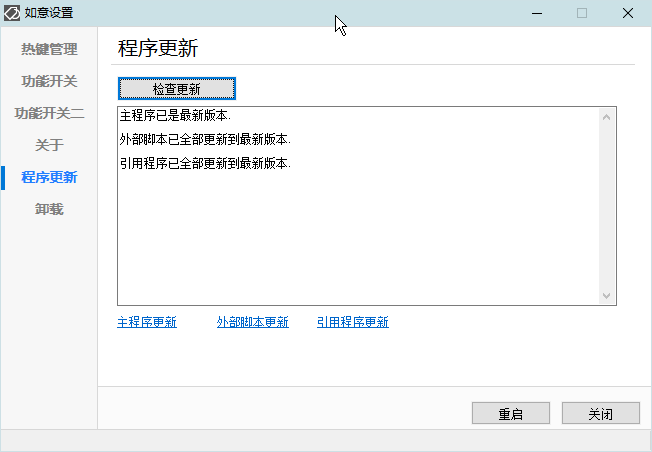 如意设置
热键管理
功能开关
功能开关二
关于
程序更新
卸载
程序更新
检查更新
主程序已是最新版本.
外部脚本已全部更新到最新版本.
引用程序已全部更新到最新版本.
主程序更新 外部脚本更新 引用程序更新
重启 关闭